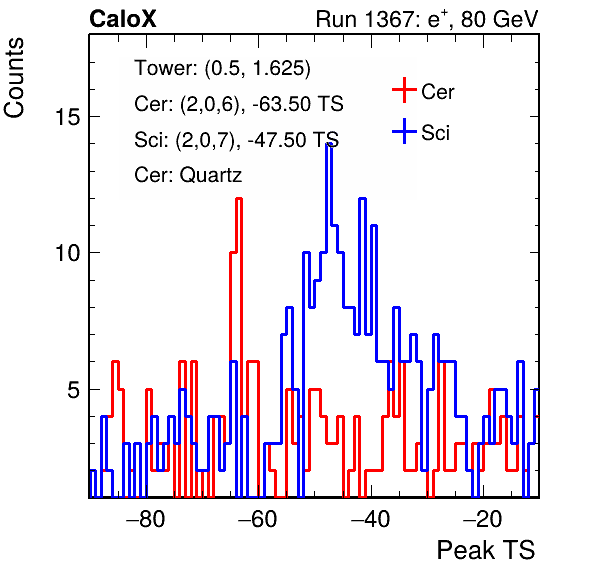 CaloX Run 1367: e⁺, 80 GeV
Counts
Tower: (0.5, 1.625)
Cer: (2,0,6), -63.50 TS
Sci: (2,0,7), -47.50 TS
Cer: Quartz
Cer
Sci
15
10
5
−80 −60 −40 −20
Peak TS